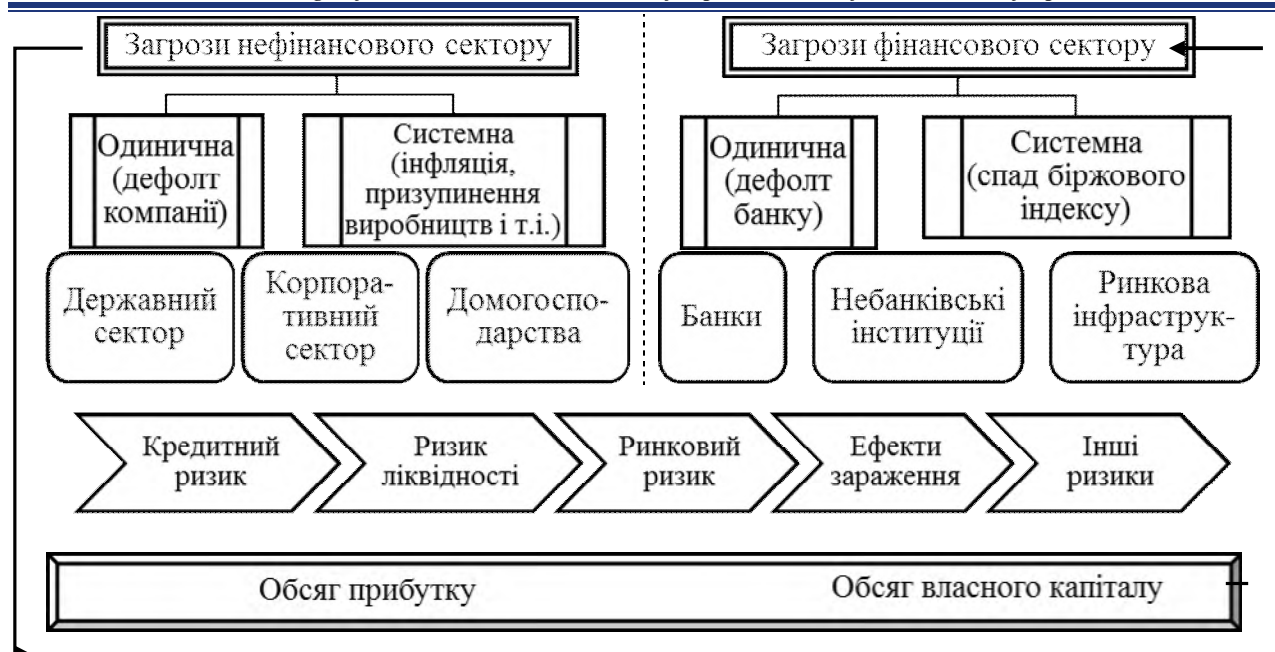 Загрози нефінансового сектору
Загрози фінансового сектору
Одинична
(дефолт
компанії)
Системна
(інфляція,
призупинення
виробництв і т.і.)
Одинична
(дефолт
банку)
Системна
(спад біржового
індексу)
Державний
сектор
Корпора-
тивний
сектор
Домогоспо-
дарства
Банки
Небанківські
інституції
Ринкова
інфраструк-
тура
Кредитний
ризик
Ризик
ліквідності
Ринковий
ризик
Ефекти
зараження
Інші
ризики
Обсяг прибутку
Обсяг власного капіталу